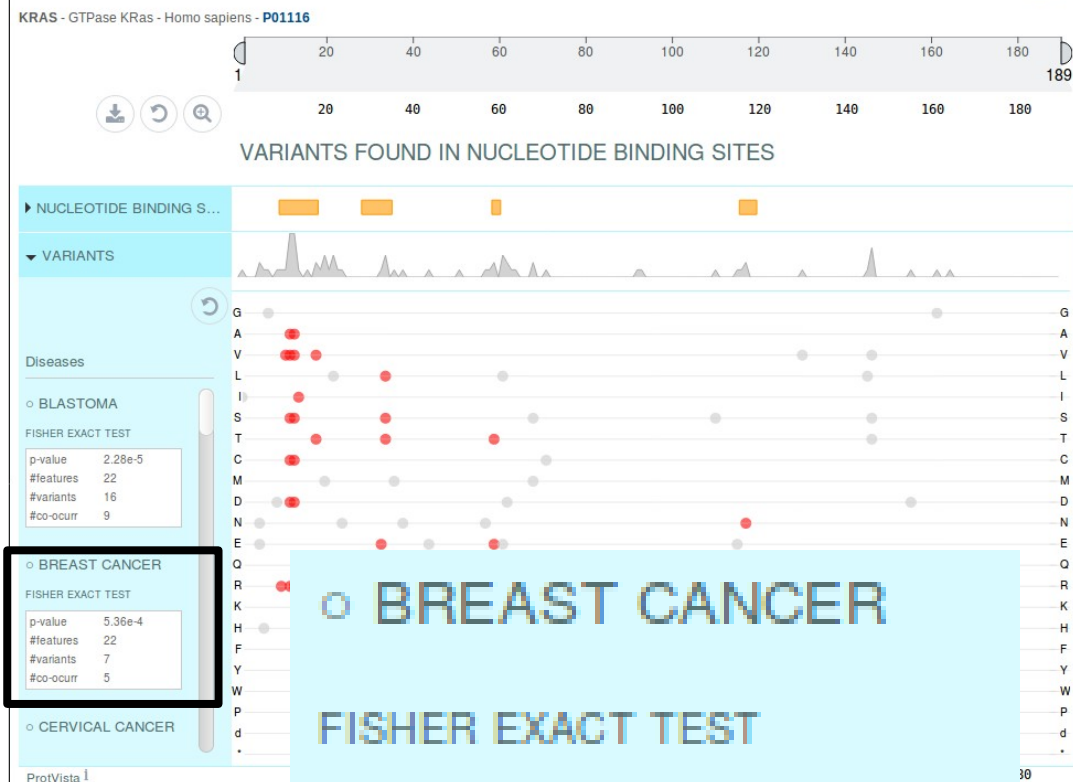 KRAS - GTPase KRas - Homo sapiens - P01116
20 40 60 80 100 120 140 160 180
1 189
20 40 60 80 100 120 140 160 180
VARIANTS FOUND IN NUCLEOTIDE BINDING SITES
NUCLEOTIDE BINDING S...
VARIANTS
G G
A A
V V
Diseases
L L
I I
BLASTOMA
S S
FISHER EXACT TEST
T T
p-value 2.28e-5
C C
#features 22
M M
#variants 16
D D
#co-ocurr 9
N N
E E
BREAST CANCER
Q Q
FISHER EXACT TEST
R R
K K
p-value 5.36e-4
H H
#features 22
F F
#variants 7
Y Y
#co-ocurr 5
W W
P P
CERVICAL CANCER
d d
* *
BREAST CANCER
FISHER EXACT TEST
ProtVista i